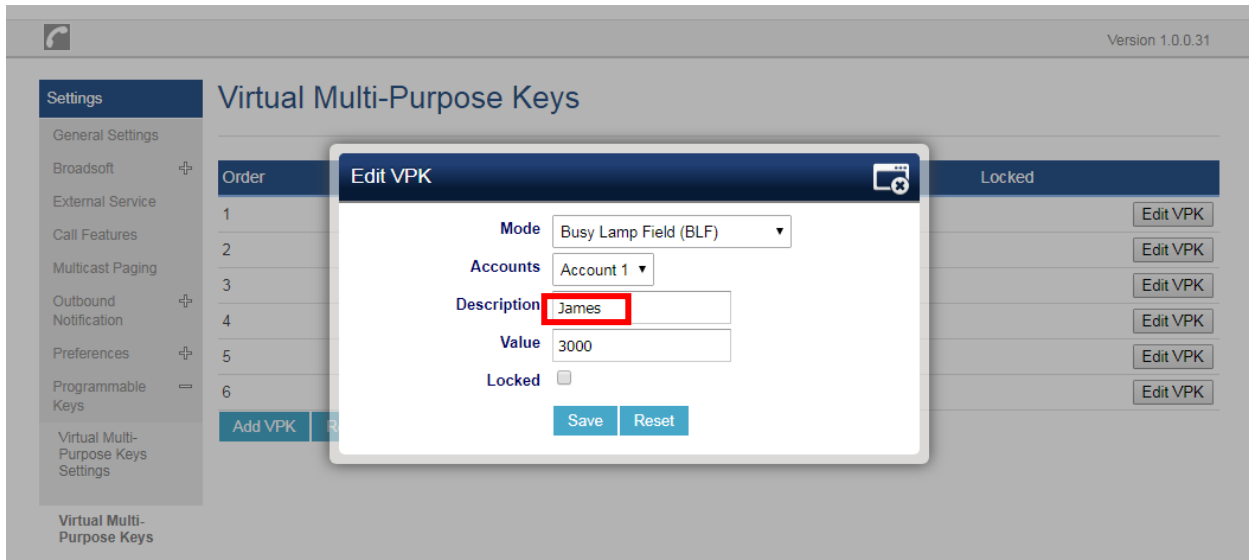 Version 1.0.0.31
Settings
Virtual Multi-Purpose Keys
General Settings
Broadsoft
External Service
Call Features
Multicast Paging
Outbound
Notification
Preferences
Programmable
Keys
Virtual Multi-
Purpose Keys
Settings
Virtual Multi-
Purpose Keys
Order Locked
1 Edit VPK
2 Edit VPK
3 Edit VPK
4 Edit VPK
5 Edit VPK
6 Edit VPK
Add VPK
Edit VPK
Mode Busy Lamp Field (BLF)
Accounts Account 1
Description James
Value 3000
Locked
Save Reset